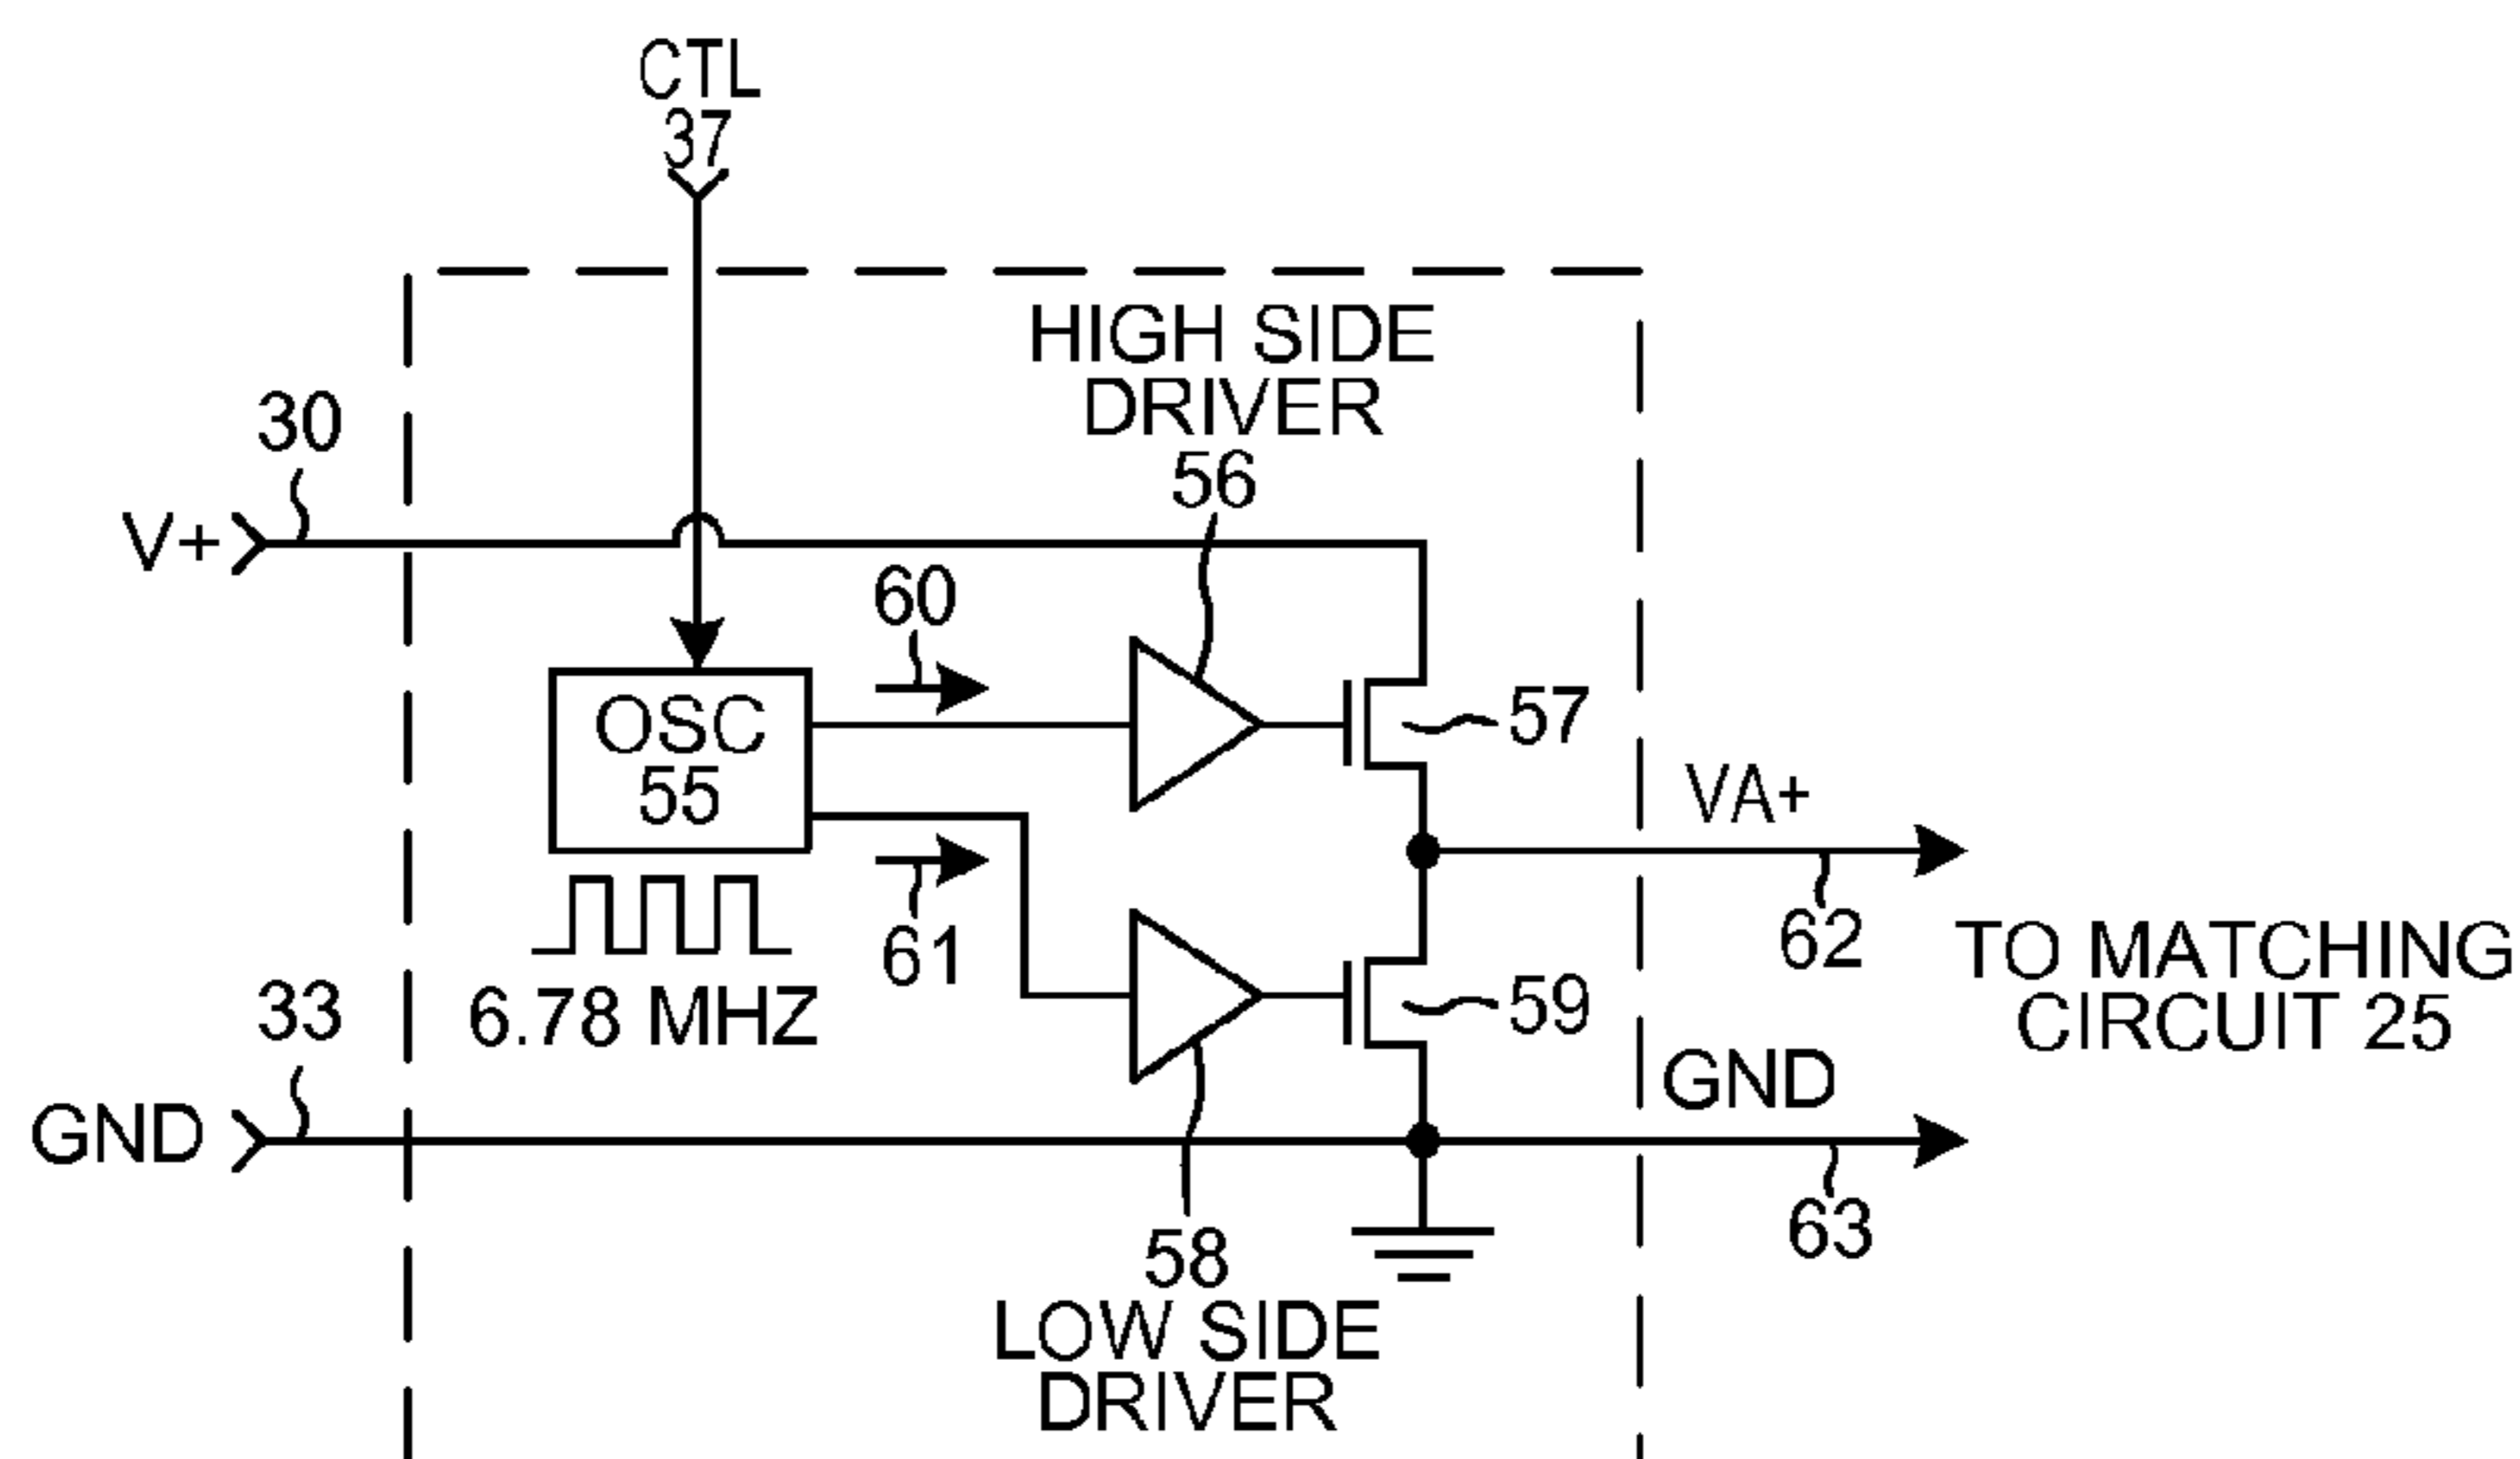 CTL
37
HIGH SIDE
DRIVER
56
30
V+
60
OSC
55
57
VA+
62
61
6.78 MHZ
59
TO MATCHING
CIRCUIT 25
33
GND
GND
63
58
LOW SIDE
DRIVER